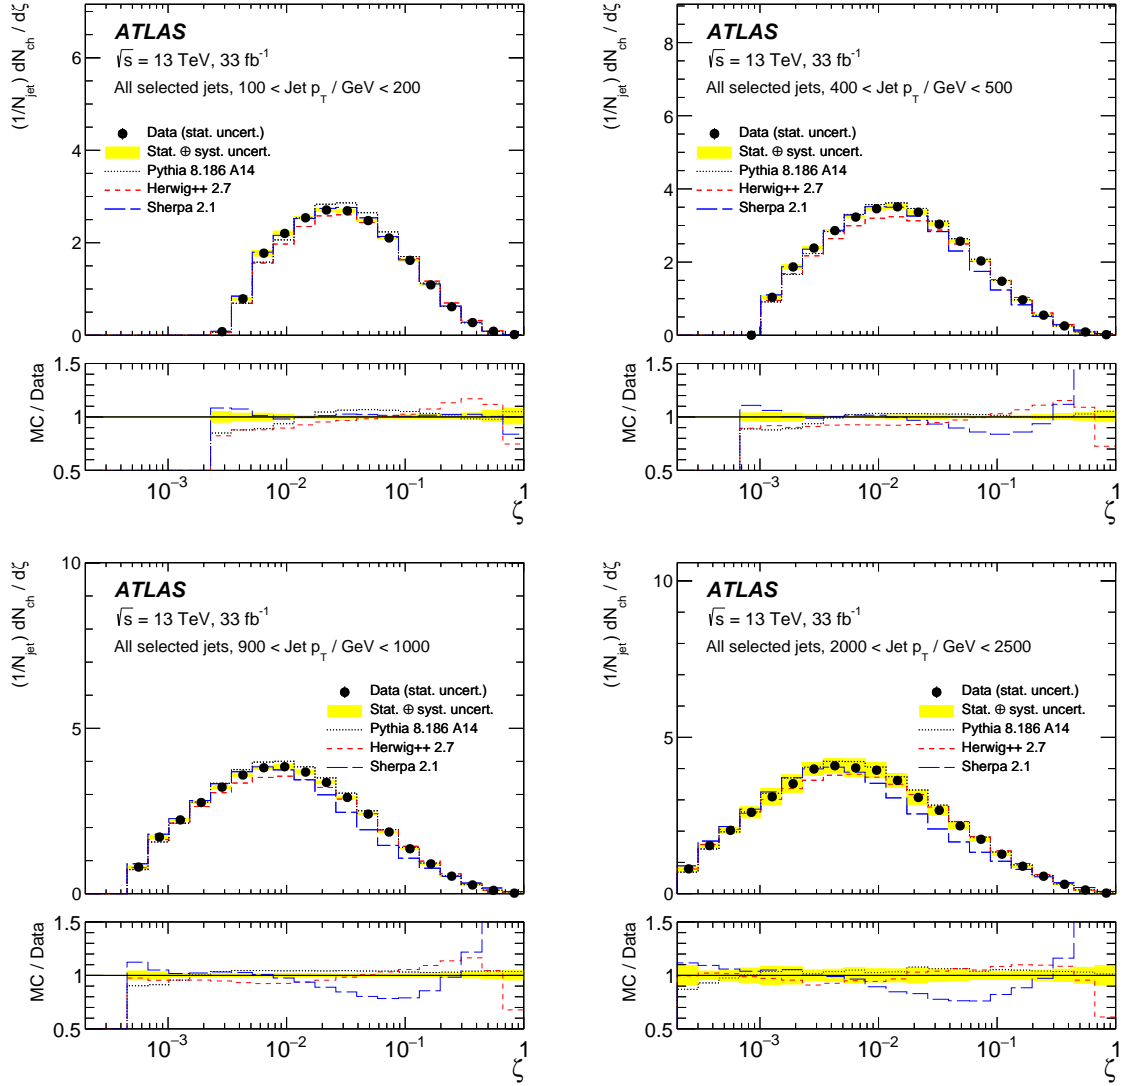 (1/N_jet) dN_ch / dζ
ATLAS
√s = 13 TeV, 33 fb⁻¹
All selected jets, 100 < Jet p_T / GeV < 200
Data (stat. uncert.)
Stat. ⊕ syst. uncert.
Pythia 8.186 A14
Herwig++ 2.7
Sherpa 2.1
6
4
2
0
MC / Data
1.5
1
0.5
10⁻³ 10⁻² 10⁻¹ 1
ζ
(1/N_jet) dN_ch / dζ
ATLAS
√s = 13 TeV, 33 fb⁻¹
All selected jets, 400 < Jet p_T / GeV < 500
Data (stat. uncert.)
Stat. ⊕ syst. uncert.
Pythia 8.186 A14
Herwig++ 2.7
Sherpa 2.1
8
6
4
2
0
MC / Data
1.5
1
0.5
10⁻³ 10⁻² 10⁻¹ 1
ζ
(1/N_jet) dN_ch / dζ
ATLAS
√s = 13 TeV, 33 fb⁻¹
All selected jets, 900 < Jet p_T / GeV < 1000
Data (stat. uncert.)
Stat. ⊕ syst. uncert.
Pythia 8.186 A14
Herwig++ 2.7
Sherpa 2.1
10
5
0
MC / Data
1.5
1
0.5
10⁻³ 10⁻² 10⁻¹ 1
ζ
(1/N_jet) dN_ch / dζ
ATLAS
√s = 13 TeV, 33 fb⁻¹
All selected jets, 2000 < Jet p_T / GeV < 2500
Data (stat. uncert.)
Stat. ⊕ syst. uncert.
Pythia 8.186 A14
Herwig++ 2.7
Sherpa 2.1
10
5
0
MC / Data
1.5
1
0.5
10⁻³ 10⁻² 10⁻¹ 1
ζ